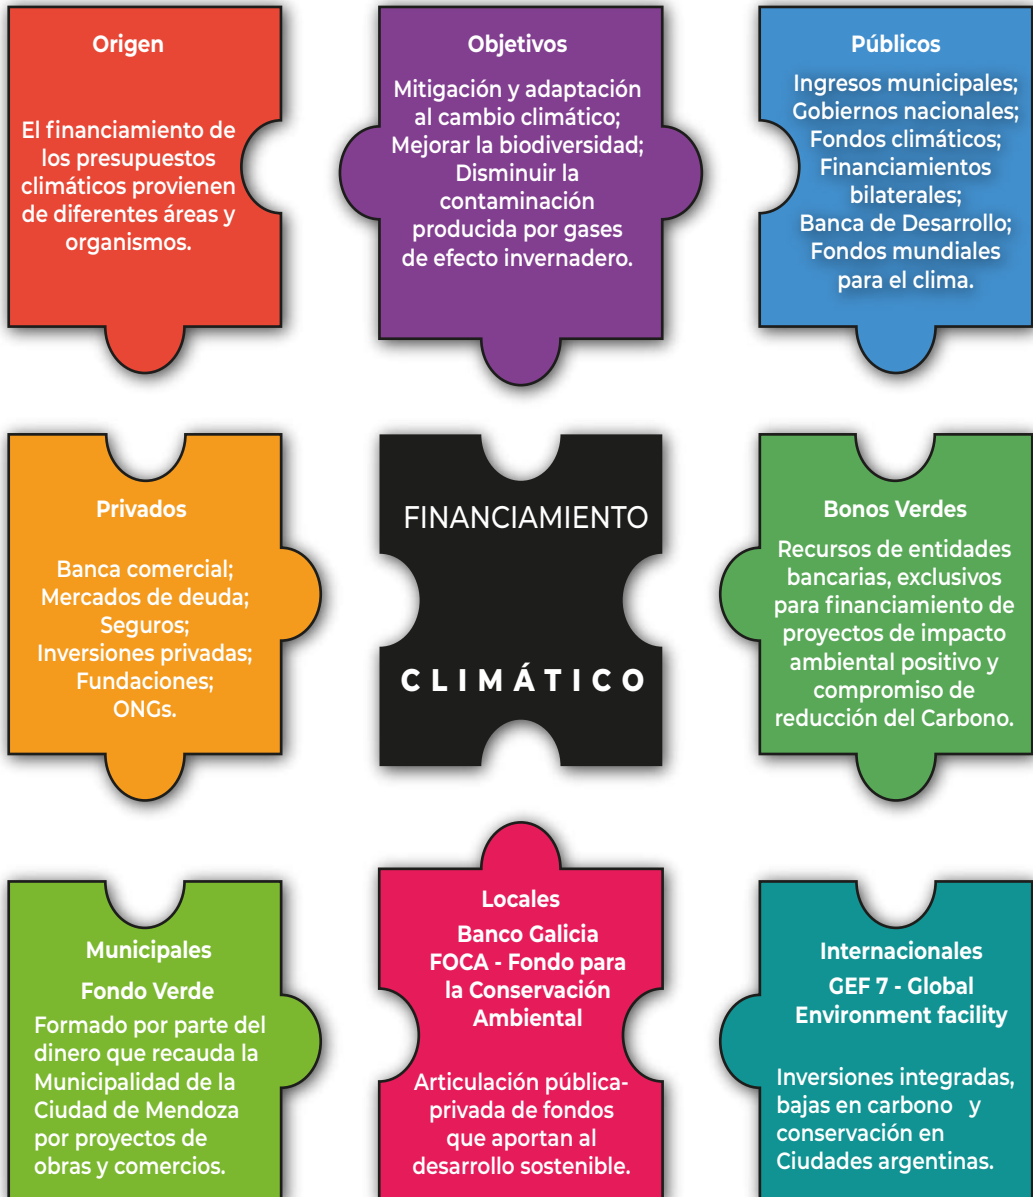 Origen
El financiamiento de
los presupuestos
climáticos provienen
de diferentes áreas y
organismos.
Objetivos
Mitigación y adaptación
al cambio climático;
Mejorar la biodiversidad;
Disminuir la
contaminación
producida por gases
de efecto invernadero.
Públicos
Ingresos municipales;
Gobiernos nacionales;
Fondos climáticos;
Financiamientos
bilaterales;
Banca de Desarrollo;
Fondos mundiales
para el clima.
Privados
Banca comercial;
Mercados de deuda;
Seguros;
Inversiones privadas;
Fundaciones;
ONGs.
FINANCIAMIENTO
CLIMÁTICO
Bonos Verdes
Recursos de entidades
bancarias, exclusivos
para financiamiento de
proyectos de impacto
ambiental positivo y
compromiso de
reducción del Carbono.
Municipales
Fondo Verde
Formado por parte del
dinero que recauda la
Municipalidad de la
Ciudad de Mendoza
por proyectos de
obras y comercios.
Locales
Banco Galicia
FOCA - Fondo para
la Conservación
Ambiental
Articulación pública-
privada de fondos
que aportan al
desarrollo sostenible.
Internacionales
GEF 7 - Global
Environment facility
Inversiones integradas,
bajas en carbono y
conservación en
Ciudades argentinas.